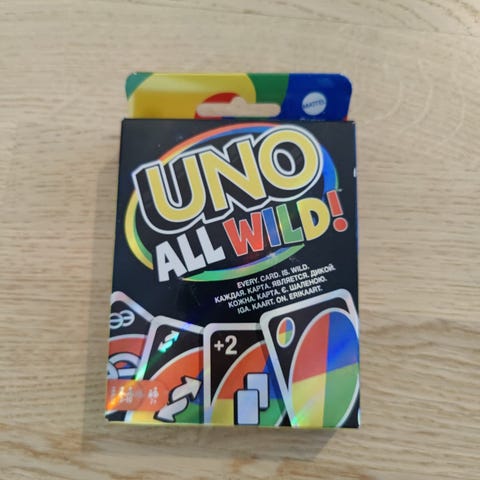 MATTEL
UNO
ALL WILD!
EVERY. CARD. IS. WILD.
КАЖДАЯ. КАРТА. ЯВЛЯЕТСЯ. ДИКОЙ.
КОЖНА. КАРТА. Є. ШАЛЕНОЮ.
IGA. KAART. ON. ERIKAART.
+2